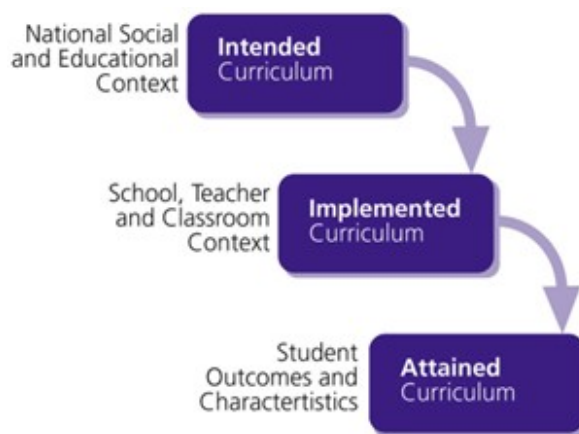 National Social
and Educational
Context
Intended
Curriculum
School, Teacher
and Classroom
Context
Implemented
Curriculum
Student
Outcomes and
Charactertistics
Attained
Curriculum